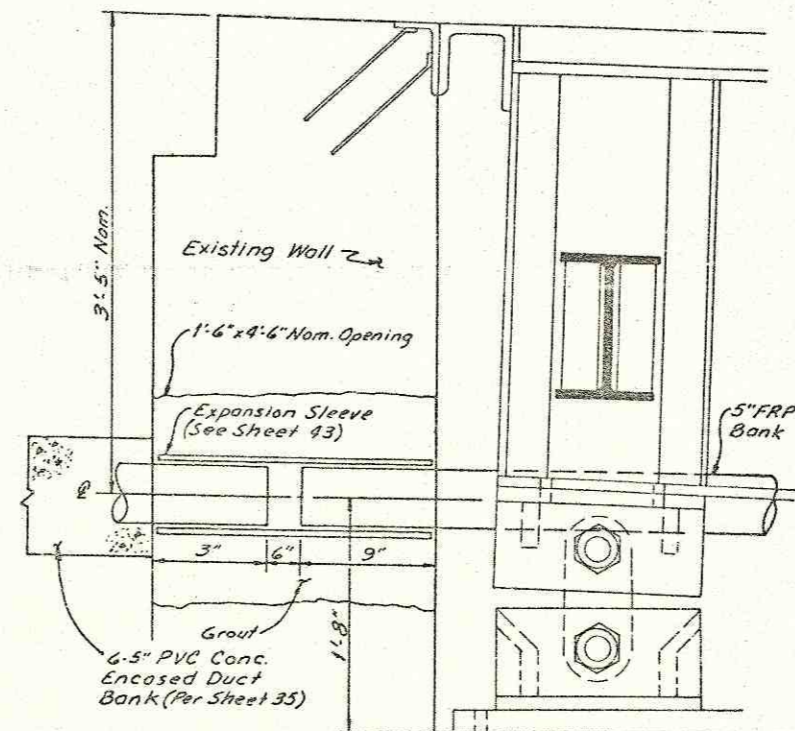 3'-5" Nom.
Existing Wall
1'-6"x4'-6" Nom. Opening
Expansion Sleeve
(See Sheet 43)
5" FRP
Bank
℄
3"
6"
9"
Grout
1'-8"
6-5" PVC Conc.
Encased Duct
Bank (Per Sheet 35)